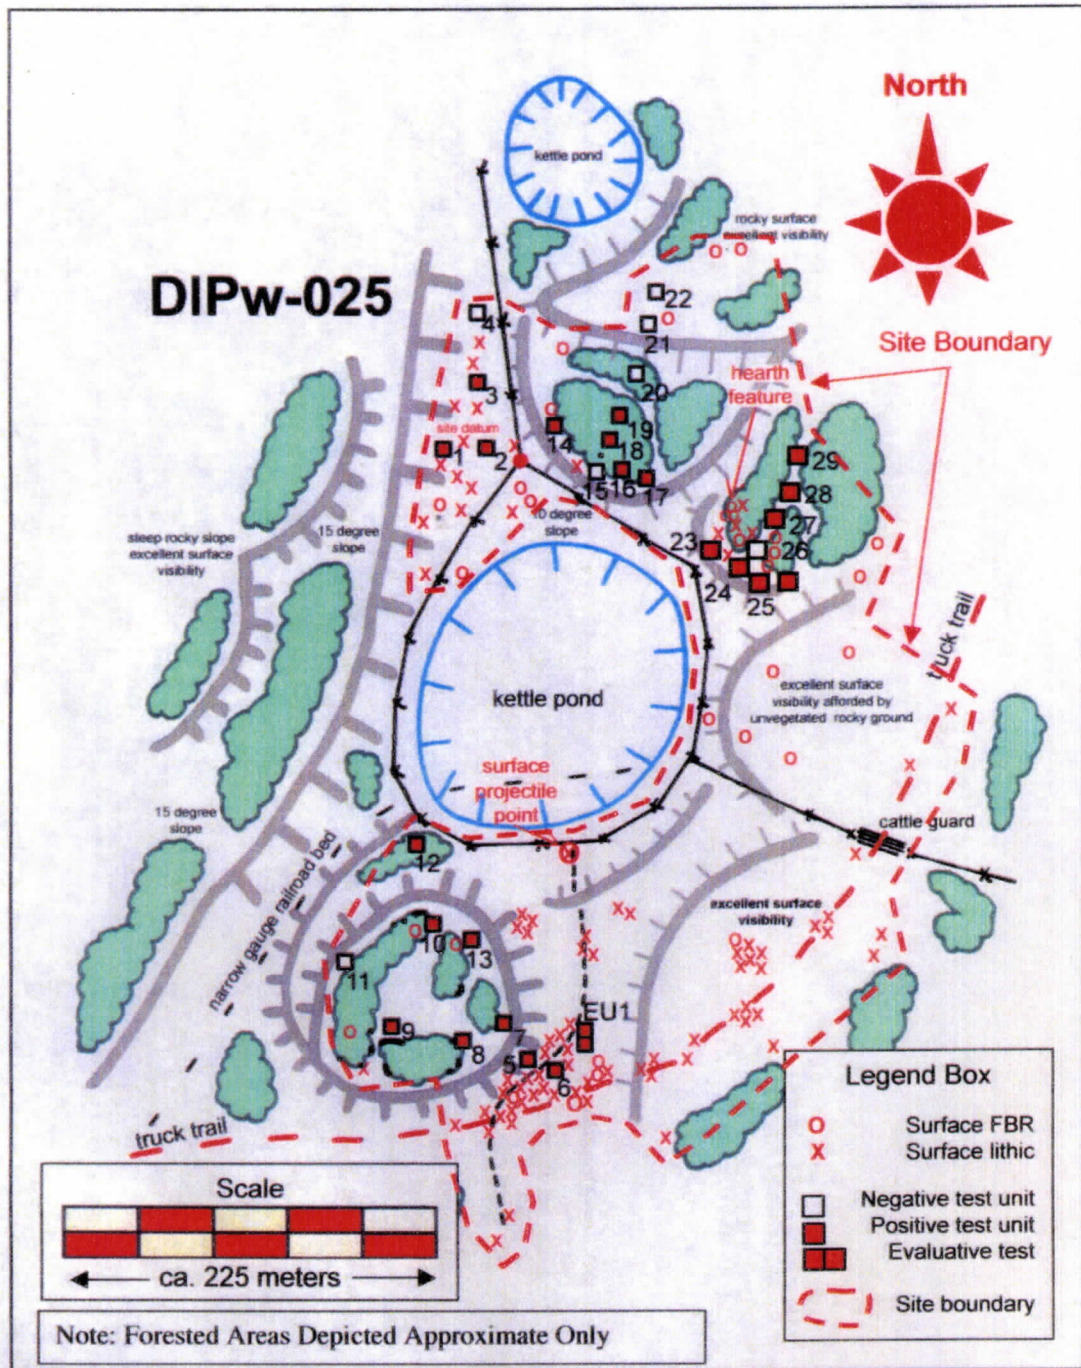 North
kettle pond
rocky surface
excellent visibility
DIPw-025
22
4
21
Site Boundary
20
hearth
feature
3
site datum
19
14
18
1
2
29
15
16
17
28
10 degree
slope
15 degree
slope
27
sleep rocky slope
excellent surface
visibility
23
26
24
25
truck trail
excellent surface
visibility afforded by
unvegetated rocky ground
kettle pond
surface
projectile
point
15 degree
slope
cattle guard
12
narrow gauge railroad bed
excellent surface
visibility
10
13
11
EU1
9
7
8
5
6
truck trail
Legend Box
Surface FBR
Surface lithic
Negative test unit
Positive test unit
Evaluative test
Site boundary
Scale
ca. 225 meters
Note: Forested Areas Depicted Approximate Only